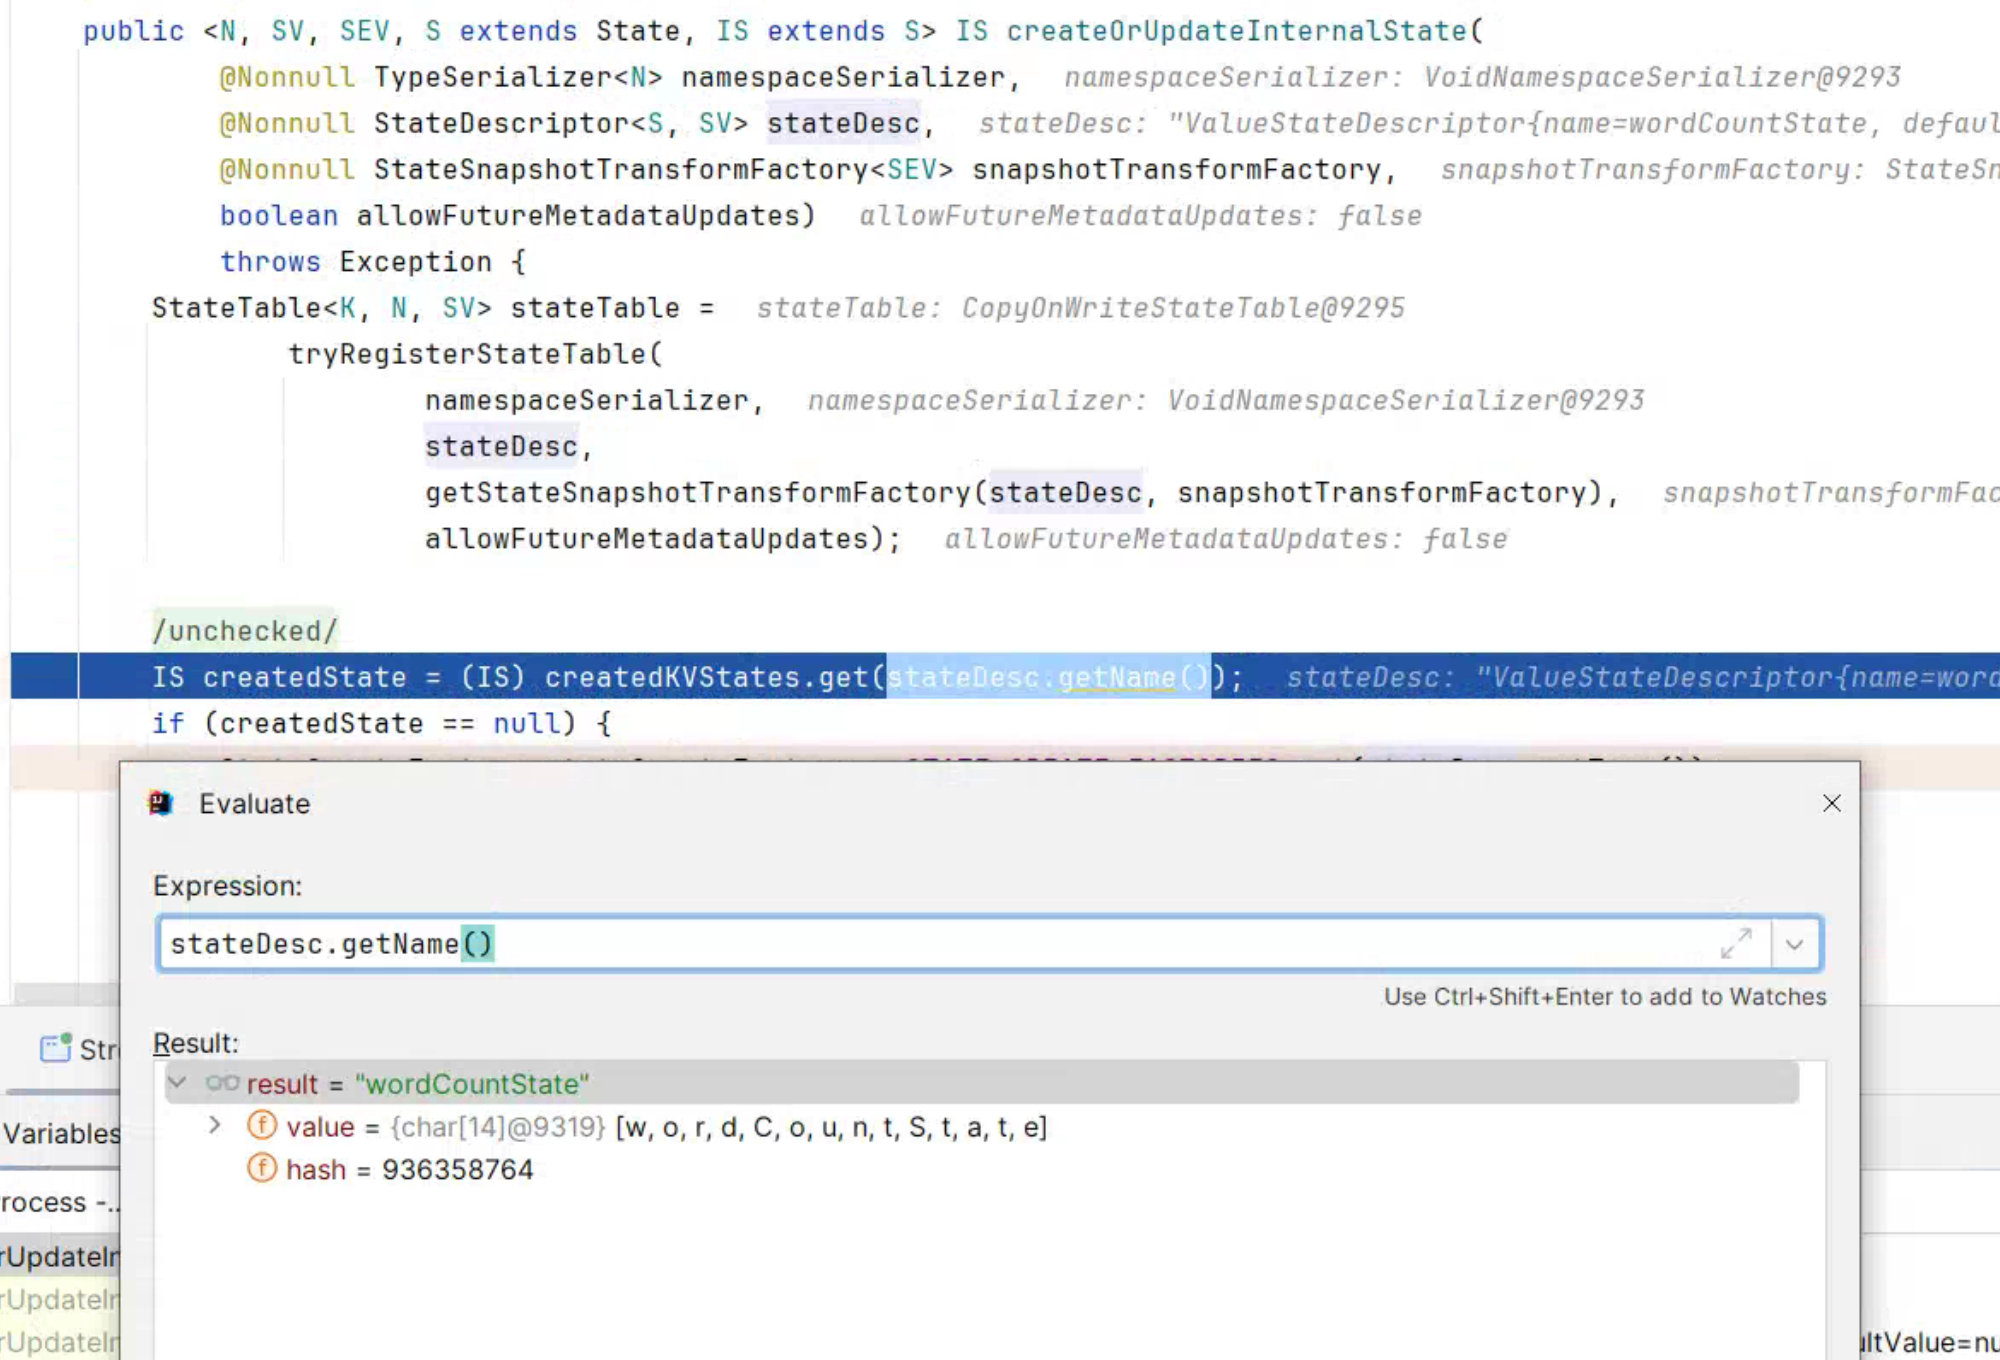 public <N, SV, SEV, S extends State, IS extends S> IS createOrUpdateInternalState(
@Nonnull TypeSerializer<N> namespaceSerializer, namespaceSerializer: VoidNamespaceSerializer@9293
@Nonnull StateDescriptor<S, SV> stateDesc, stateDesc: "ValueStateDescriptor{name=wordCountState, defaul
@Nonnull StateSnapshotTransformFactory<SEV> snapshotTransformFactory, snapshotTransformFactory: StateSn
boolean allowFutureMetadataUpdates) allowFutureMetadataUpdates: false
throws Exception {
StateTable<K, N, SV> stateTable = stateTable: CopyOnWriteStateTable@9295
tryRegisterStateTable(
namespaceSerializer, namespaceSerializer: VoidNamespaceSerializer@9293
stateDesc,
getStateSnapshotTransformFactory(stateDesc, snapshotTransformFactory), snapshotTransformFac
allowFutureMetadataUpdates); allowFutureMetadataUpdates: false
/unchecked/
IS createdState = (IS) createdKVStates.get(stateDesc.getName()); stateDesc: "ValueStateDescriptor{name=word
if (createdState == null) {
Evaluate
Expression:
stateDesc.getName()
Use Ctrl+Shift+Enter to add to Watches
Str
Result:
result = "wordCountState"
Variables
value = {char[14]@9319} [w, o, r, d, C, o, u, n, t, S, t, a, t, e]
hash = 936358764
rocess -..
rUpdateIn
rUpdateIn
rUpdateIn
ultValue=nu